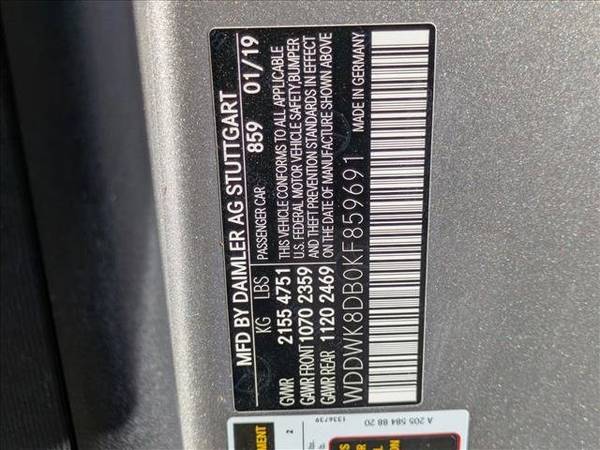 MFD BY DAIMLER AG STUTTGART
KG LBS PASSENGER CAR 859 01/19
GVWR 2155 4751 THIS VEHICLE CONFORMS TO ALL APPLICABLE
U.S. FEDERAL MOTOR VEHICLE SAFETY,BUMPER
GAWR FRONT 1070 2359 AND THEFT PREVENTION STANDARDS IN EFFECT
GAWR REAR 1120 2469 ON THE DATE OF MANUFACTURE SHOWN ABOVE
WDDWK8DB0KF859691 MADE IN GERMANY
A 205 584 88 20
1336739
2